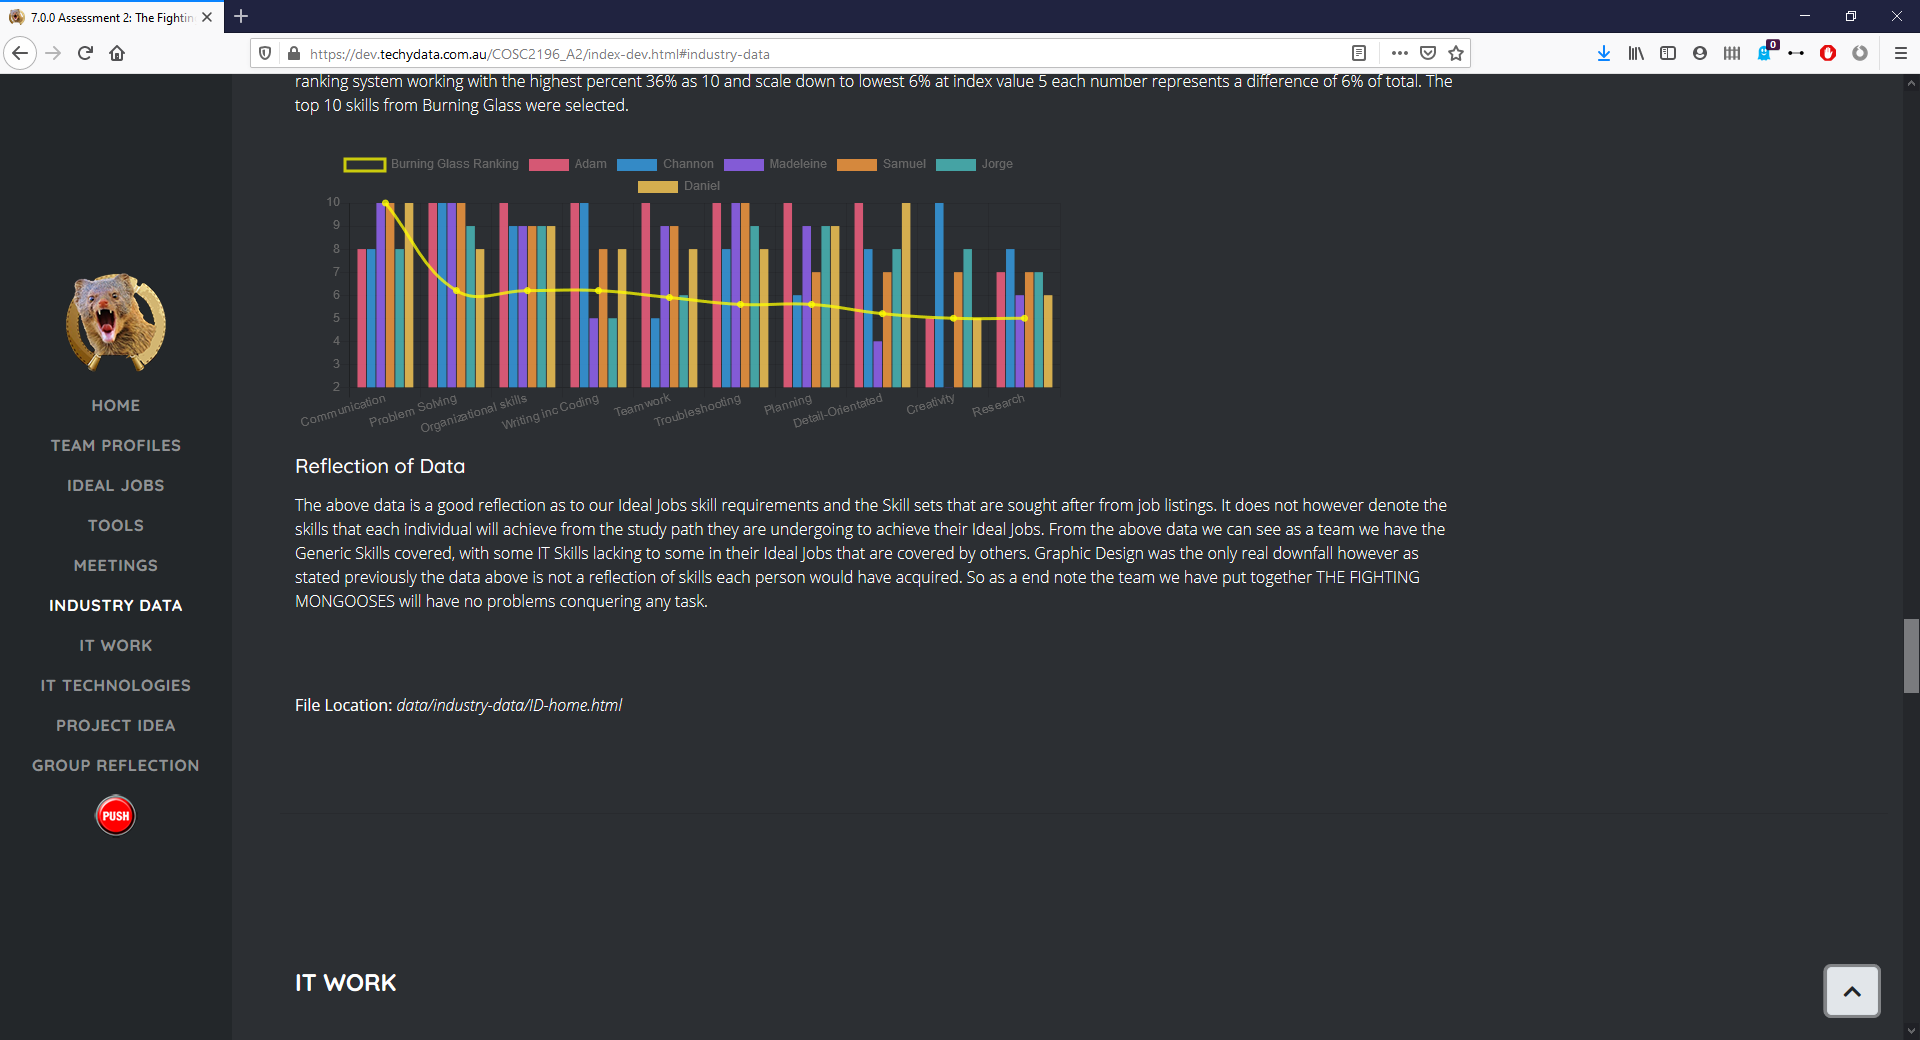 7.0.0 Assessment 2: The Fightin
https://dev.techydata.com.au/COSC2196_A2/index-dev.html#industry-data
0
HOME
TEAM PROFILES
IDEAL JOBS
TOOLS
MEETINGS
INDUSTRY DATA
IT WORK
IT TECHNOLOGIES
PROJECT IDEA
GROUP REFLECTION
PUSH
ranking system working with the highest percent 36% as 10 and scale down to lowest 6% at index value 5 each number represents a difference of 6% of total. The
top 10 skills from Burning Glass were selected.
Burning Glass Ranking Adam Channon Madeleine Samuel Jorge
Daniel
10
9
8
7
6
5
4
3
2
Communication
Problem Solving
Organizational skills
Writing inc Coding
Teamwork
Troubleshooting
Planning
Detail-Orientated
Creativity
Research
Reflection of Data
The above data is a good reflection as to our Ideal Jobs skill requirements and the Skill sets that are sought after from job listings. It does not however denote the
skills that each individual will achieve from the study path they are undergoing to achieve their Ideal Jobs. From the above data we can see as a team we have the
Generic Skills covered, with some IT Skills lacking to some in their Ideal Jobs that are covered by others. Graphic Design was the only real downfall however as
stated previously the data above is not a reflection of skills each person would have acquired. So as a end note the team we have put together THE FIGHTING
MONGOOSES will have no problems conquering any task.
File Location: data/industry-data/ID-home.html
IT WORK